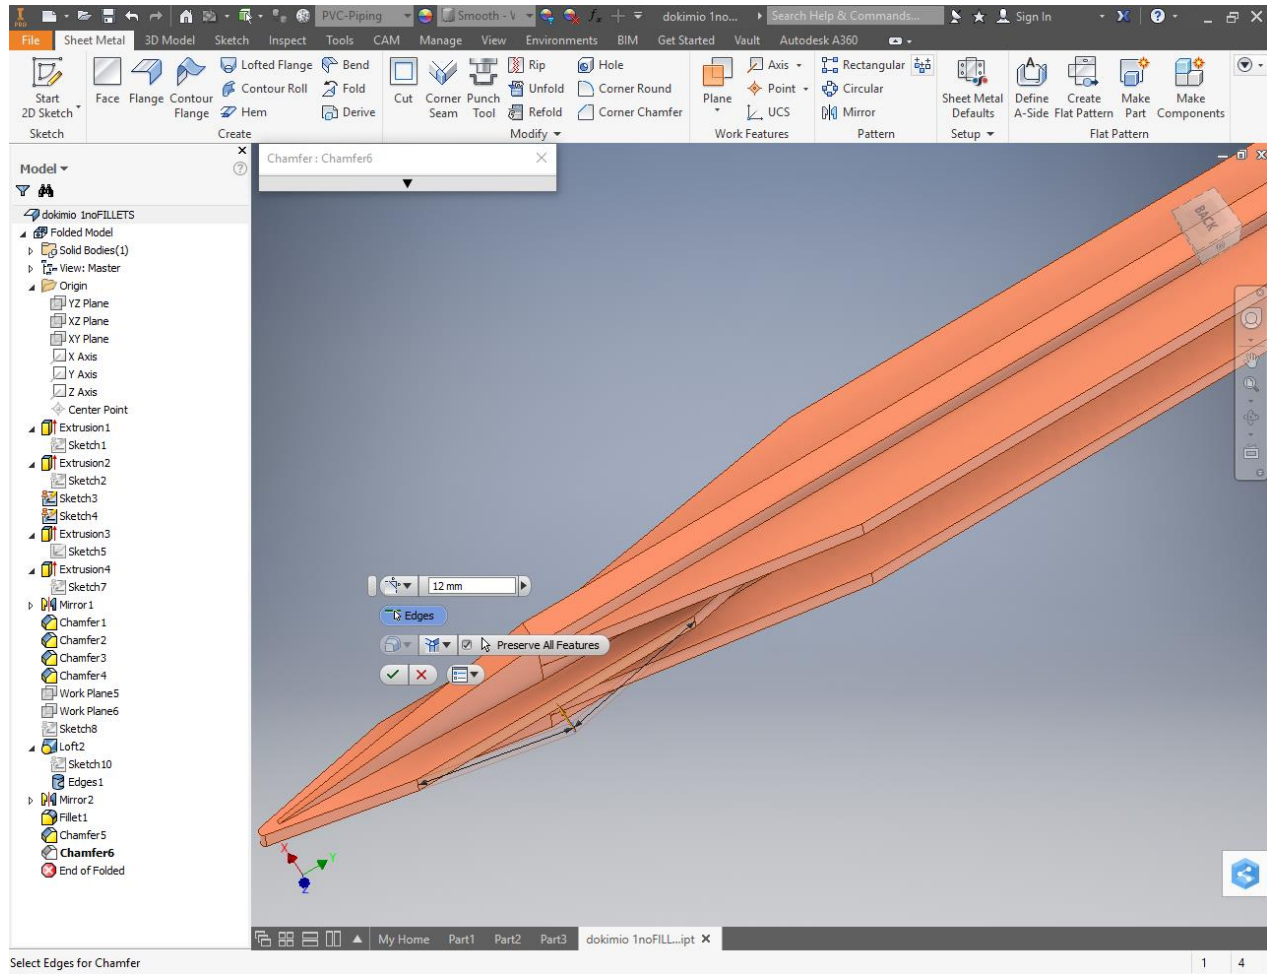 PRO
PVC-Piping
Smooth - V
dokimio 1no...
Search Help & Commands...
Sign In
File Sheet Metal 3D Model Sketch Inspect Tools CAM Manage View Environments BIM Get Started Vault Autodesk A360
Start
2D Sketch
Face
Flange
Contour
Flange
Lofted Flange
Contour Roll
Hem
Bend
Fold
Derive
Cut
Corner
Seam
Punch
Tool
Rip
Unfold
Refold
Hole
Corner Round
Corner Chamfer
Plane
Axis
Point
UCS
Rectangular
Circular
Mirror
Sheet Metal
Defaults
Define
A-Side
Create
Flat Pattern
Make
Part
Make
Components
Sketch Create Modify Work Features Pattern Setup Flat Pattern
Model
dokimio 1noFILLETS
Folded Model
Solid Bodies(1)
View: Master
Origin
YZ Plane
XZ Plane
XY Plane
X Axis
Y Axis
Z Axis
Center Point
Extrusion1
Sketch1
Extrusion2
Sketch2
Sketch3
Sketch4
Extrusion3
Sketch5
Extrusion4
Sketch7
Mirror1
Chamfer1
Chamfer2
Chamfer3
Chamfer4
Work Plane5
Work Plane6
Sketch8
Loft2
Sketch10
Edges1
Mirror2
Fillet1
Chamfer5
Chamfer6
End of Folded
Chamfer : Chamfer6
BACK
12 mm
Edges
Preserve All Features
X
Y
Z
My Home Part1 Part2 Part3 dokimio 1noFILL...ipt
Select Edges for Chamfer
1 4